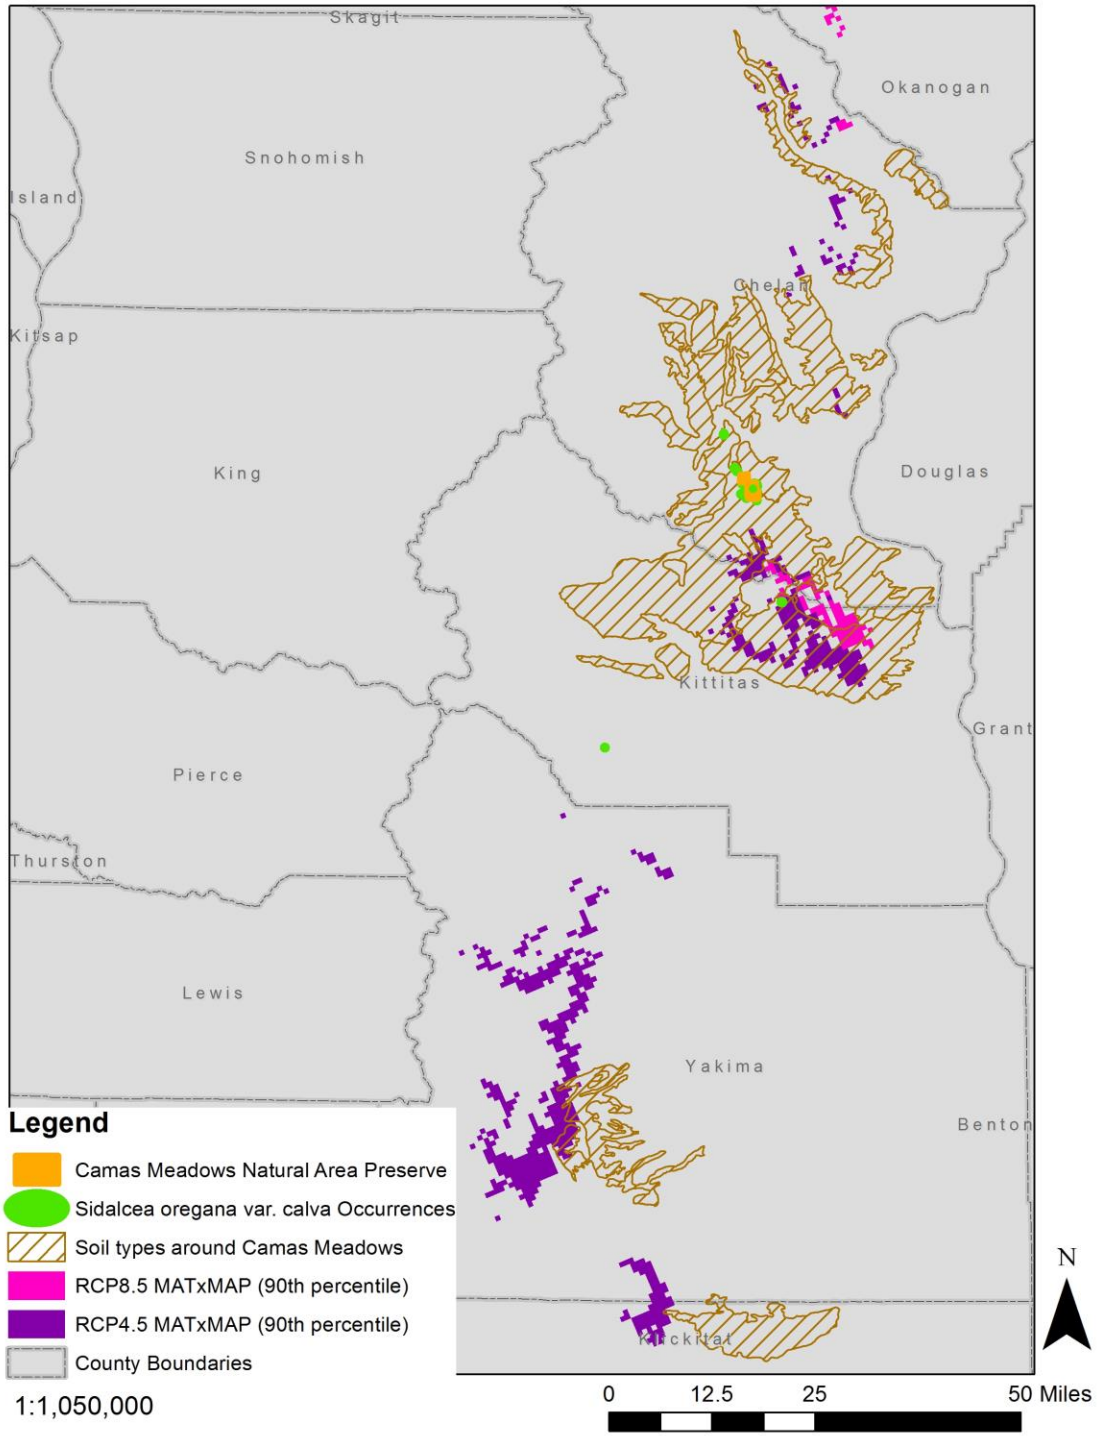 Skagit
Okanogan
Snohomish
Island
Chelan
Kitsap
King
Douglas
Kittitas
Grant
Pierce
Thurston
Lewis
Yakima
Benton
Klickitat
Legend
Camas Meadows Natural Area Preserve
Sidalcea oregana var. calva Occurrences
Soil types around Camas Meadows
RCP8.5 MATxMAP (90th percentile)
RCP4.5 MATxMAP (90th percentile)
County Boundaries
1:1,050,000
N
0 12.5 25 50 Miles